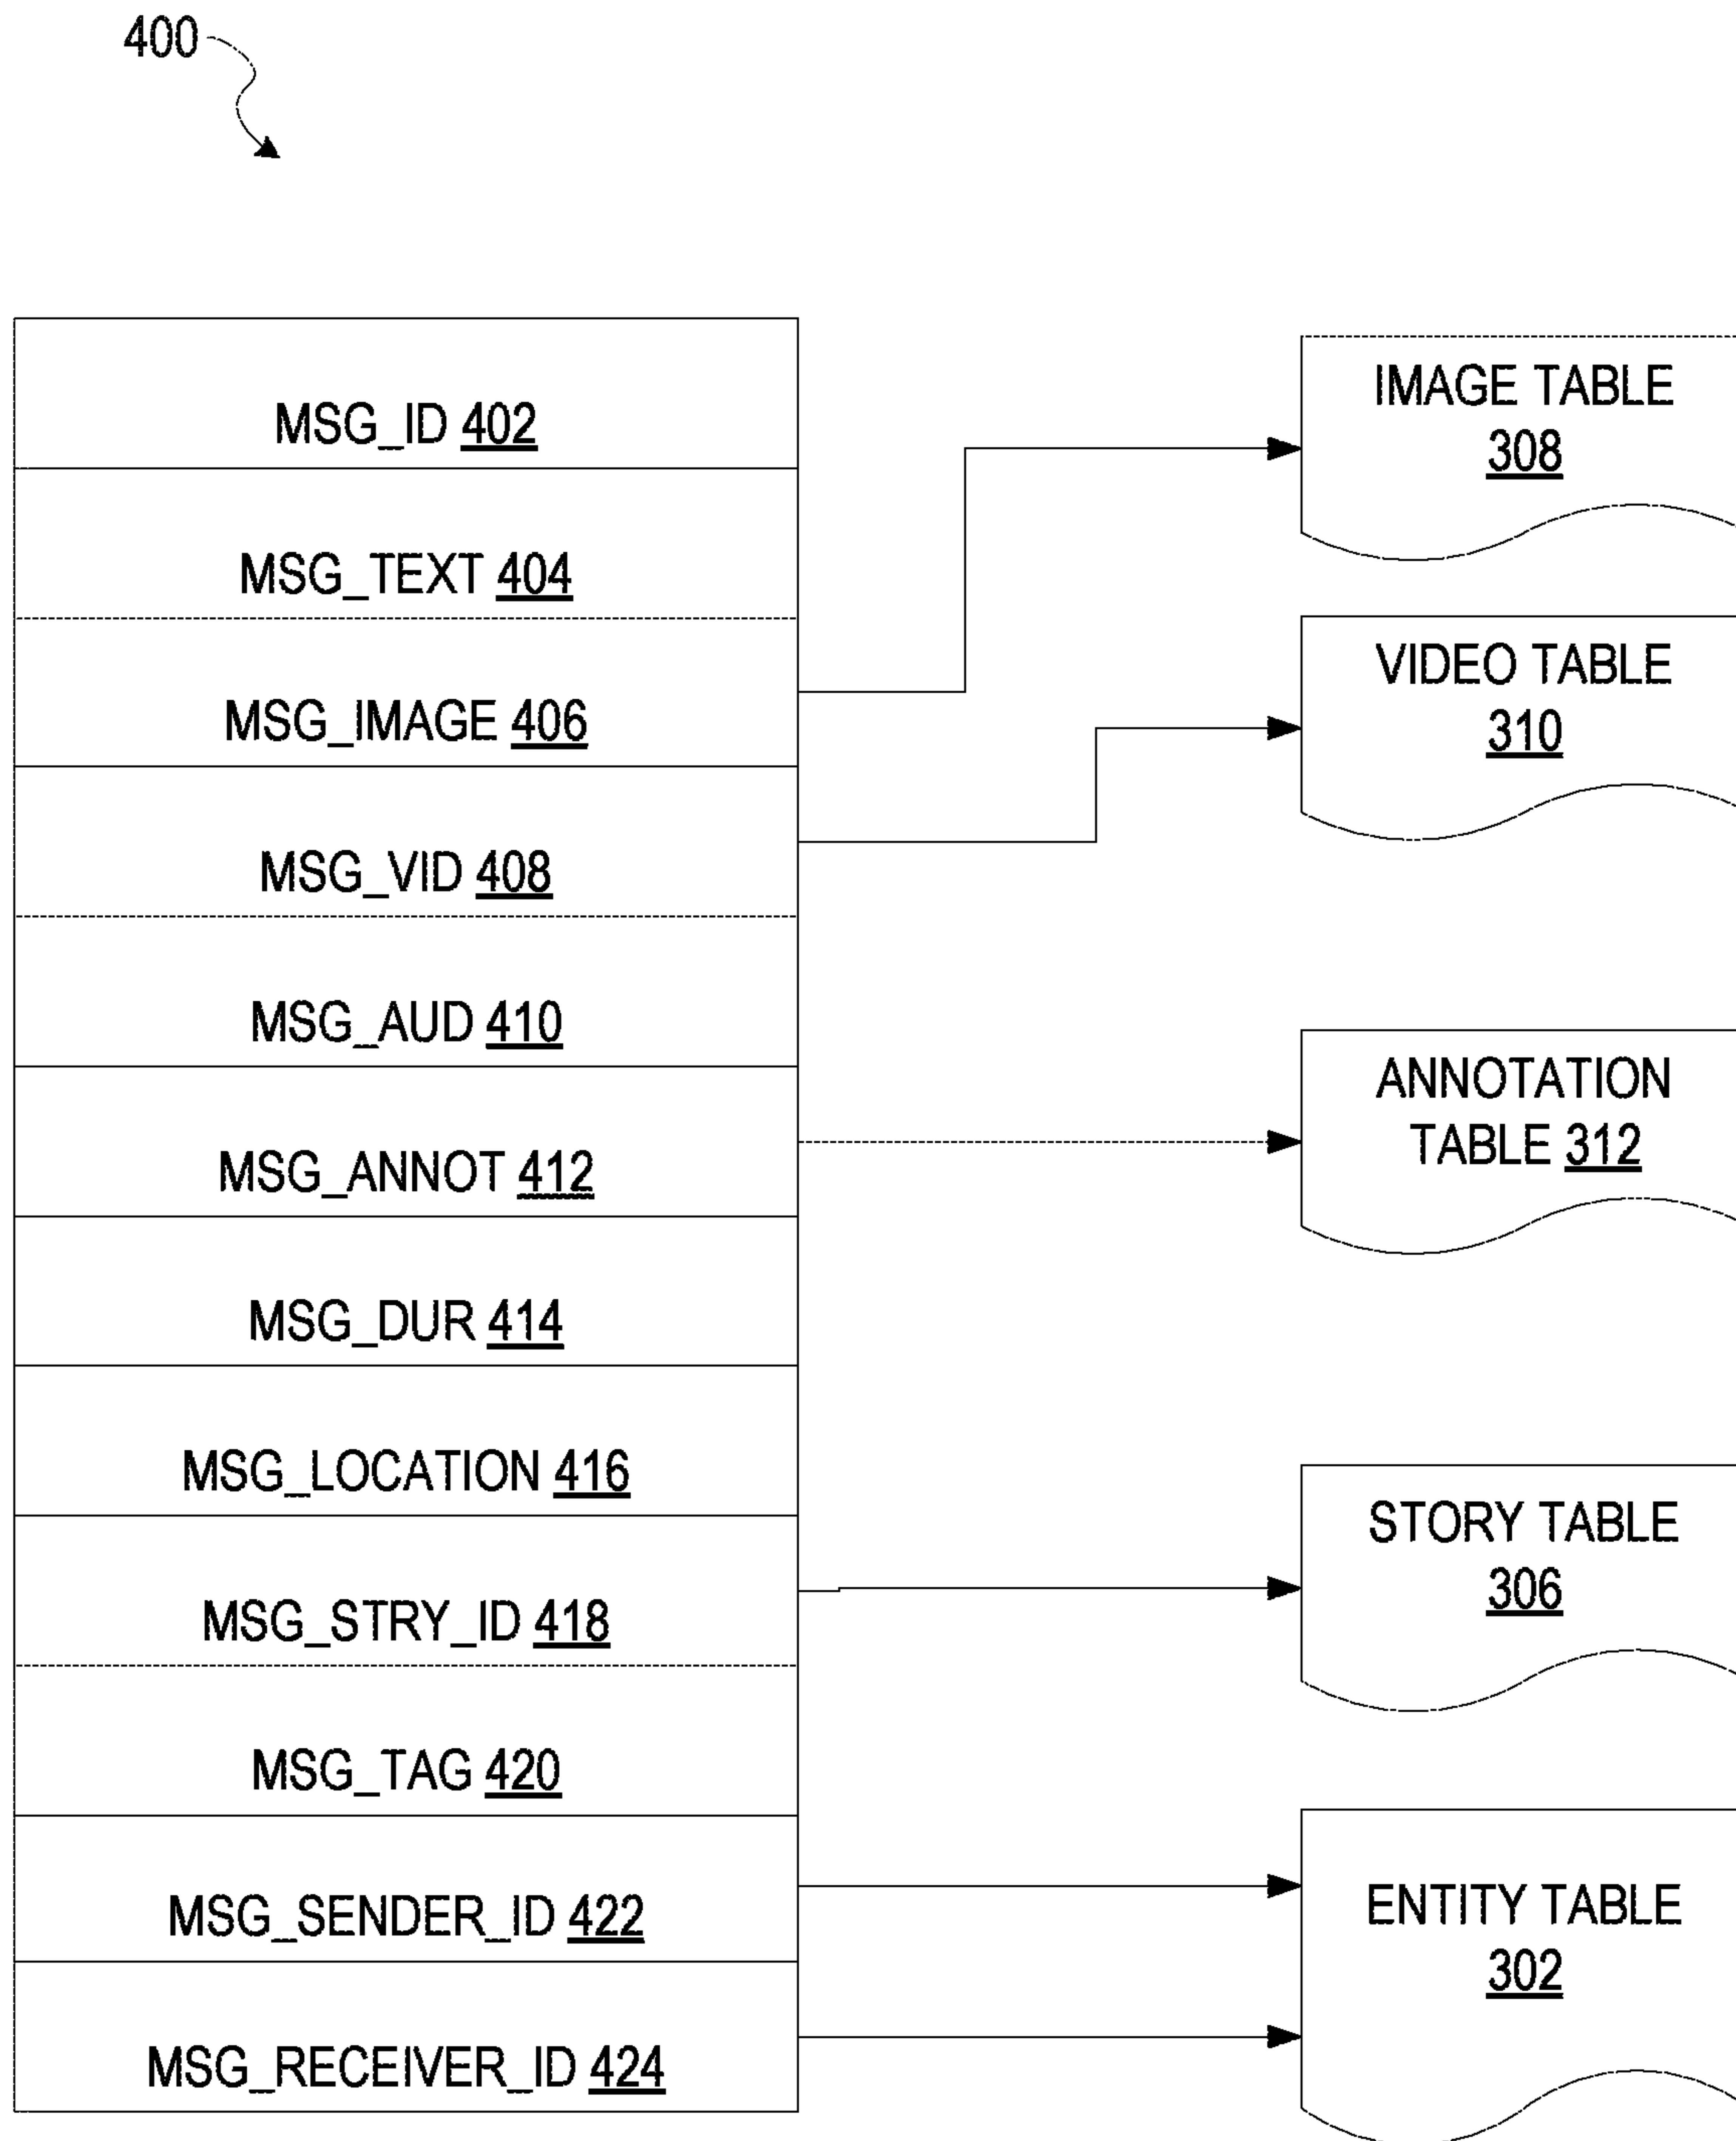 400
MSG_ID 402
MSG_TEXT 404
MSG_IMAGE 406
MSG_VID 408
MSG_AUD 410
MSG_ANNOT 412
MSG_DUR 414
MSG_LOCATION 416
MSG_STRY_ID 418
MSG_TAG 420
MSG_SENDER_ID 422
MSG_RECEIVER_ID 424
IMAGE TABLE
308
VIDEO TABLE
310
ANNOTATION
TABLE 312
STORY TABLE
306
ENTITY TABLE
302